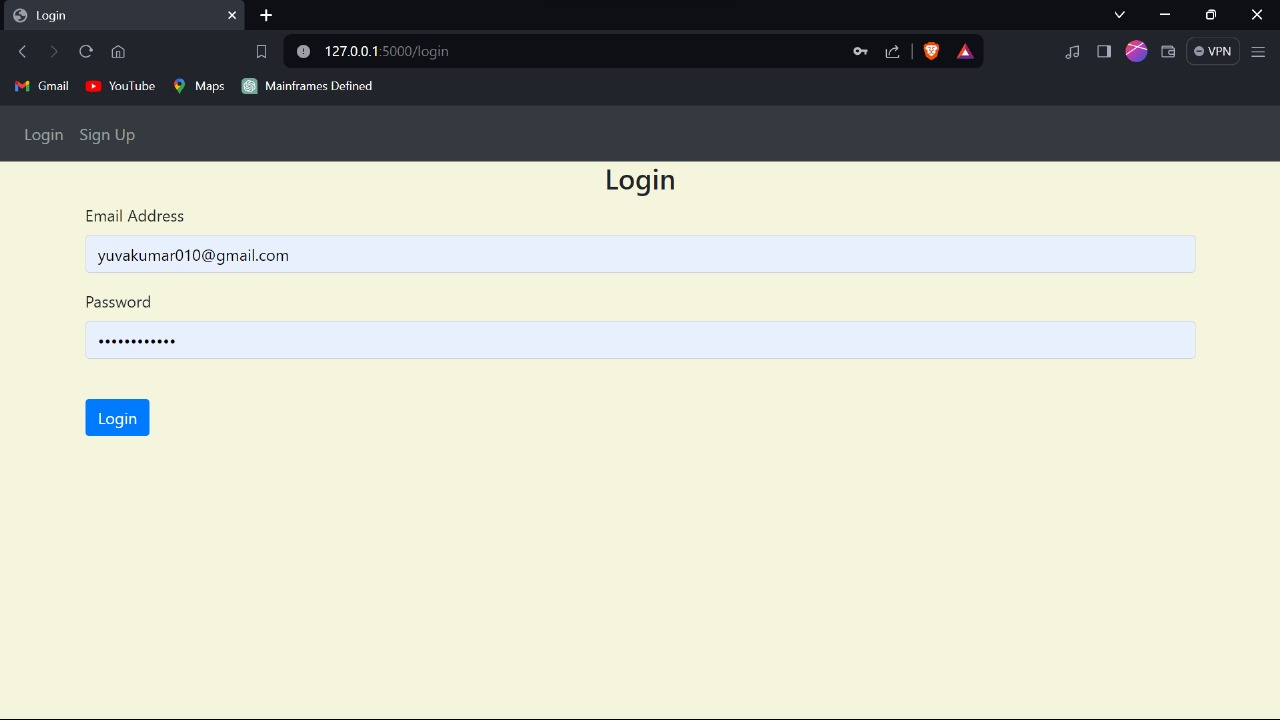 Login
127.0.0.1:5000/login
VPN
Gmail YouTube Maps Mainframes Defined
Login Sign Up
Login
Email Address
yuvakumar010@gmail.com
Password
••••••••••••
Login